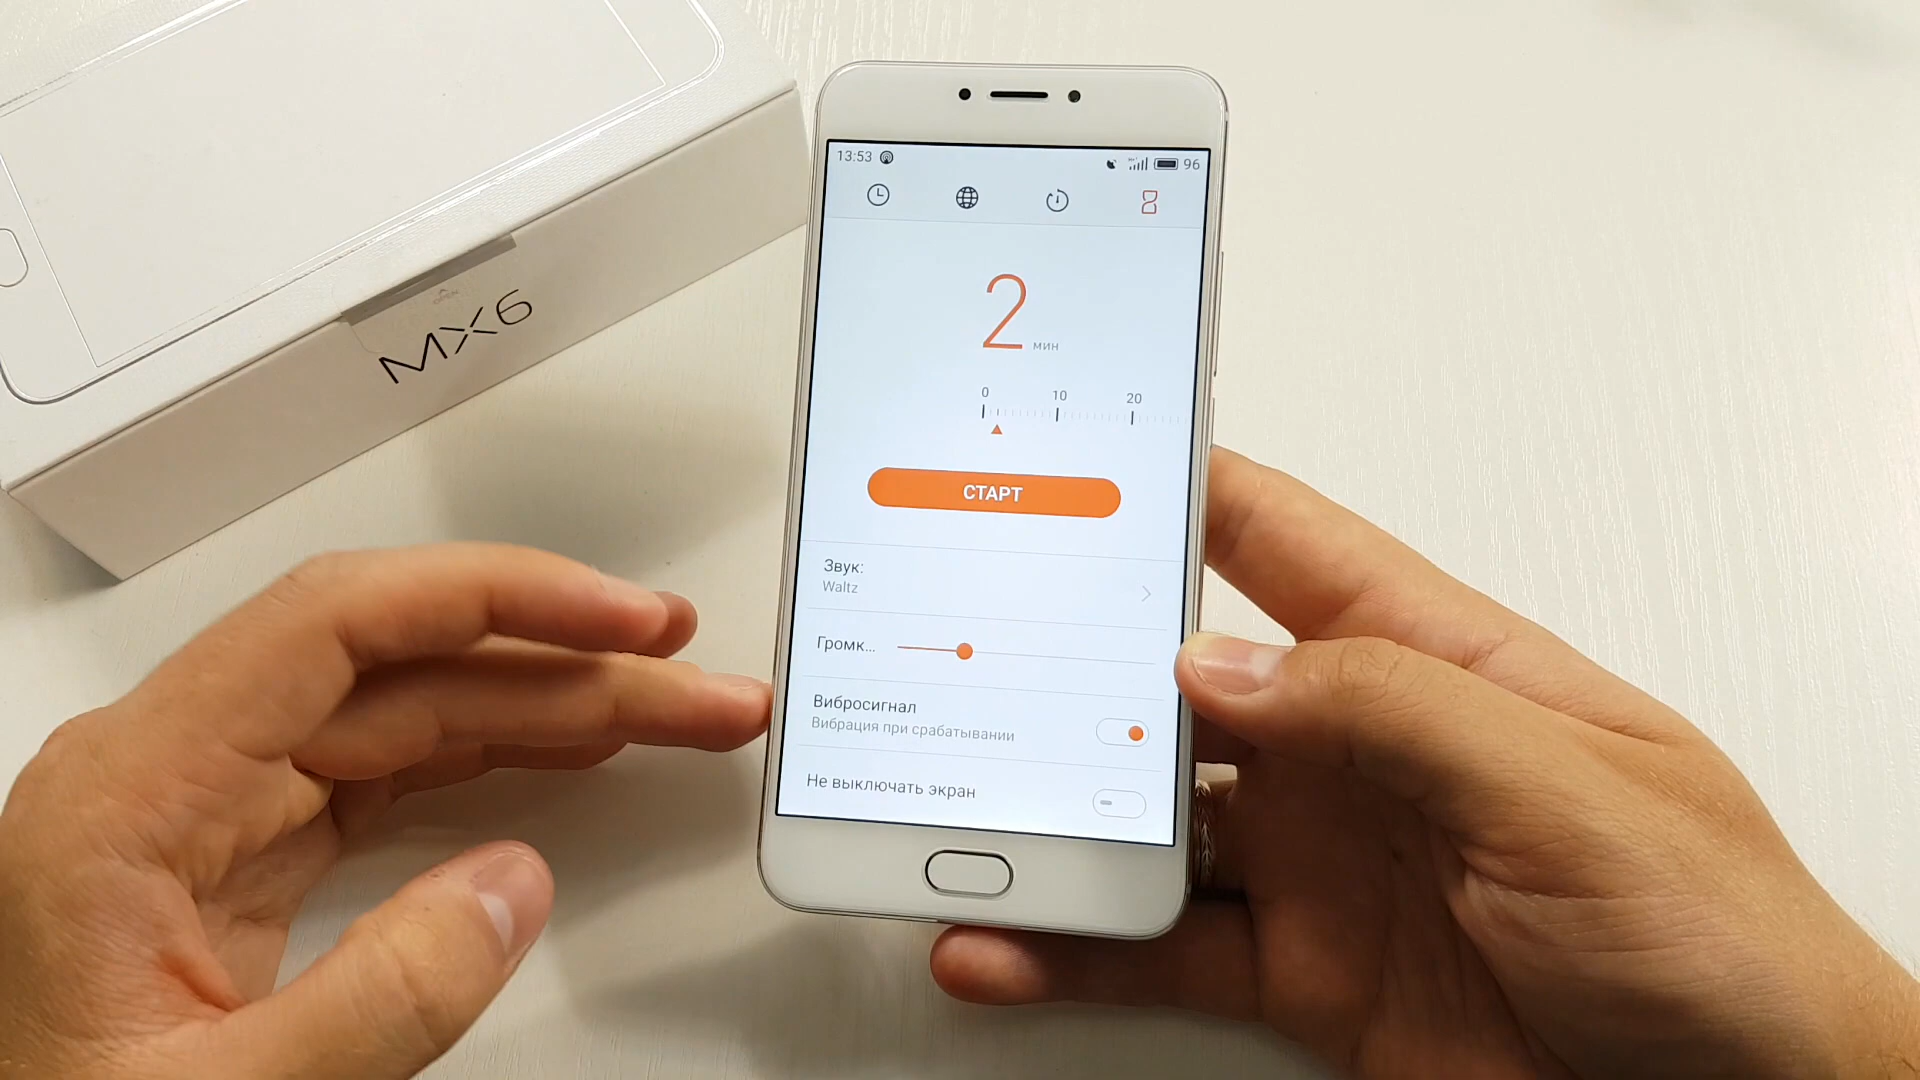 OPEN
MX6
13:53
96
2 мин
0 10 20
СТАРТ
Звук:
Waltz
Громк...
Вибросигнал
Вибрация при срабатывании
Не выключать экран